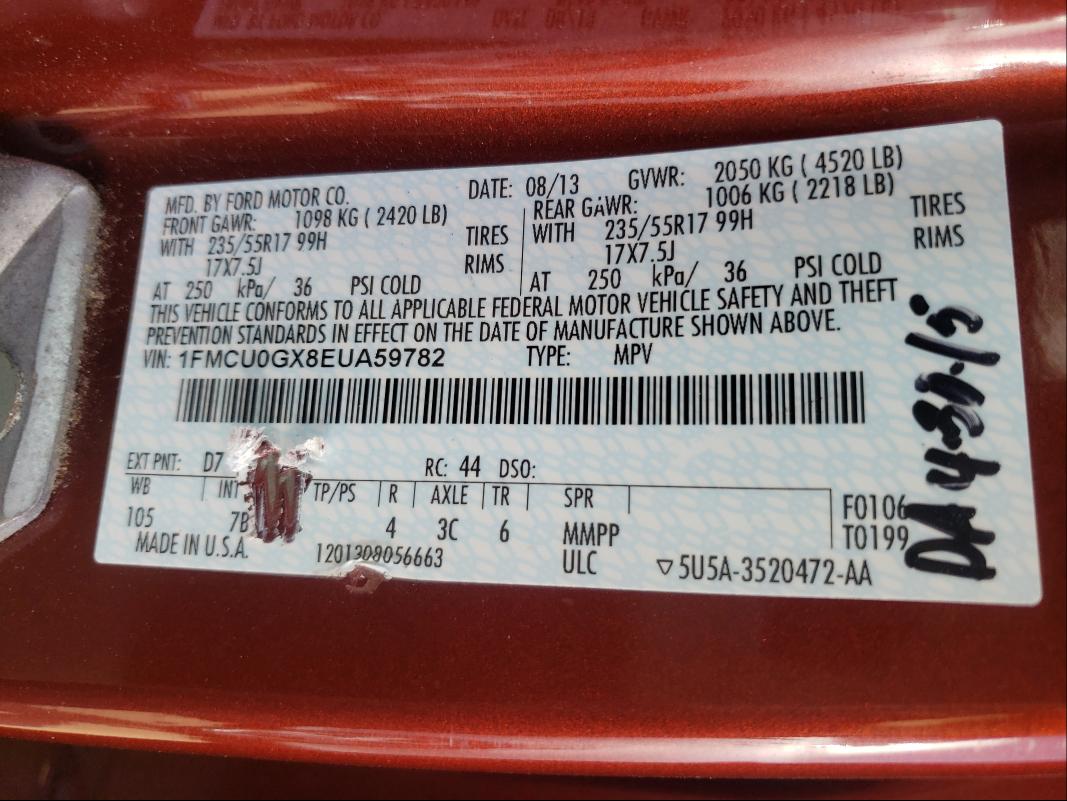 MFD. BY FORD MOTOR CO. DATE: 08/13 GVWR: 2050 KG ( 4520 LB)
FRONT GAWR: 1098 KG ( 2420 LB) REAR GAWR: 1006 KG ( 2218 LB)
WITH 235/55R17 99H TIRES WITH 235/55R17 99H TIRES
17X7.5J RIMS 17X7.5J RIMS
AT 250 kPa/ 36 PSI COLD AT 250 kPa/ 36 PSI COLD
THIS VEHICLE CONFORMS TO ALL APPLICABLE FEDERAL MOTOR VEHICLE SAFETY AND THEFT
PREVENTION STANDARDS IN EFFECT ON THE DATE OF MANUFACTURE SHOWN ABOVE.
VIN: 1FMCU0GX8EUA59782 TYPE: MPV
EXT PNT: D7 RC: 44 DSO:
WB INT TP/PS R AXLE TR SPR F0106
105 7B 4 3C 6 MMPP T0199
MADE IN U.S.A. 1201308056663 ULC ▽5U5A-3520472-AA
DA 4-30-15